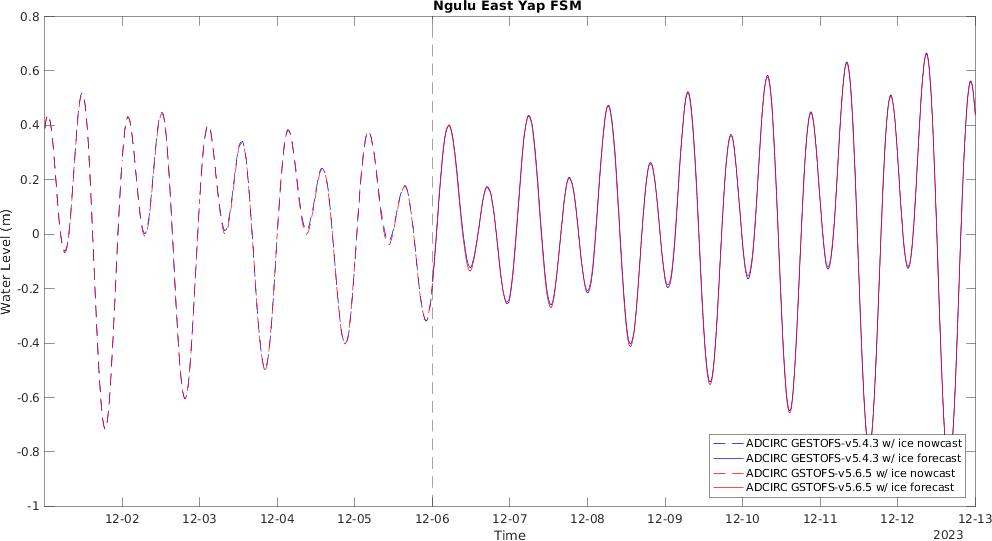 Ngulu East Yap FSM
0.8
0.6
0.4
0.2
0
-0.2
-0.4
-0.6
-0.8
-1
Water Level (m)
ADCIRC GESTOFS-v5.4.3 w/ ice nowcast
ADCIRC GESTOFS-v5.4.3 w/ ice forecast
ADCIRC GSTOFS-v5.6.5 w/ ice nowcast
ADCIRC GSTOFS-v5.6.5 w/ ice forecast
12-02 12-03 12-04 12-05 12-06 12-07 12-08 12-09 12-10 12-11 12-12 12-13
Time
2023